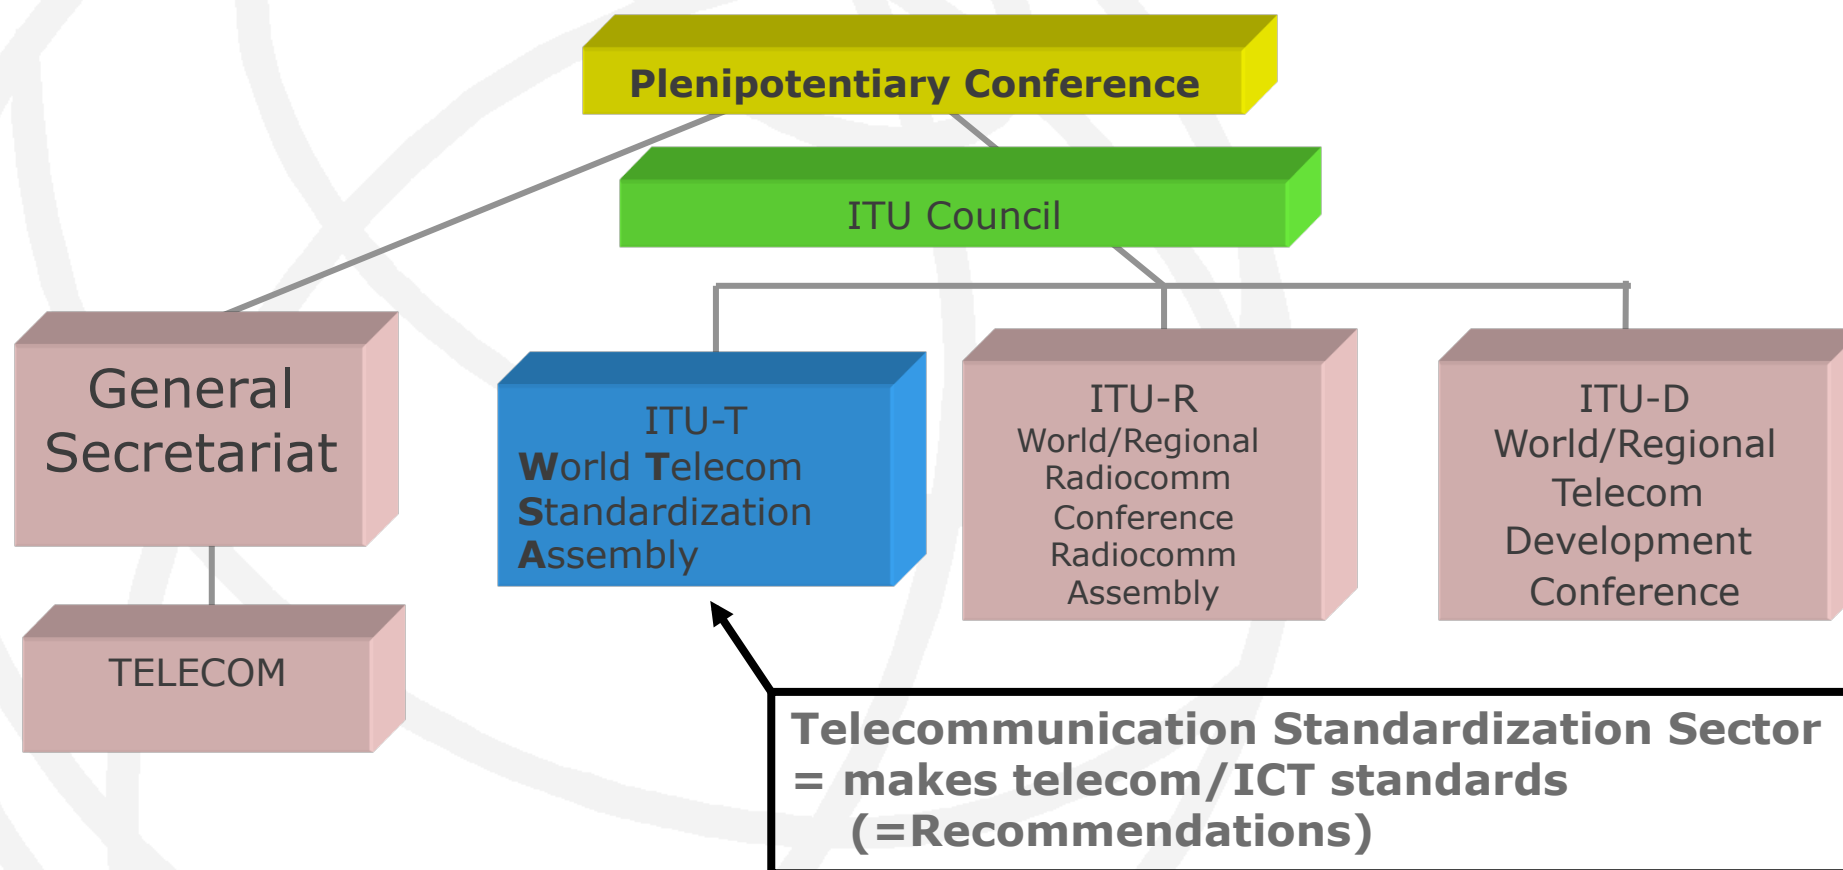 Plenipotentiary Conference
ITU Council
General
Secretariat
TELECOM
ITU-T
World Telecom
Standardization
Assembly
ITU-R
World/Regional
Radiocomm
Conference
Radiocomm
Assembly
ITU-D
World/Regional
Telecom
Development
Conference
Telecommunication Standardization Sector
= makes telecom/ICT standards
(=Recommendations)